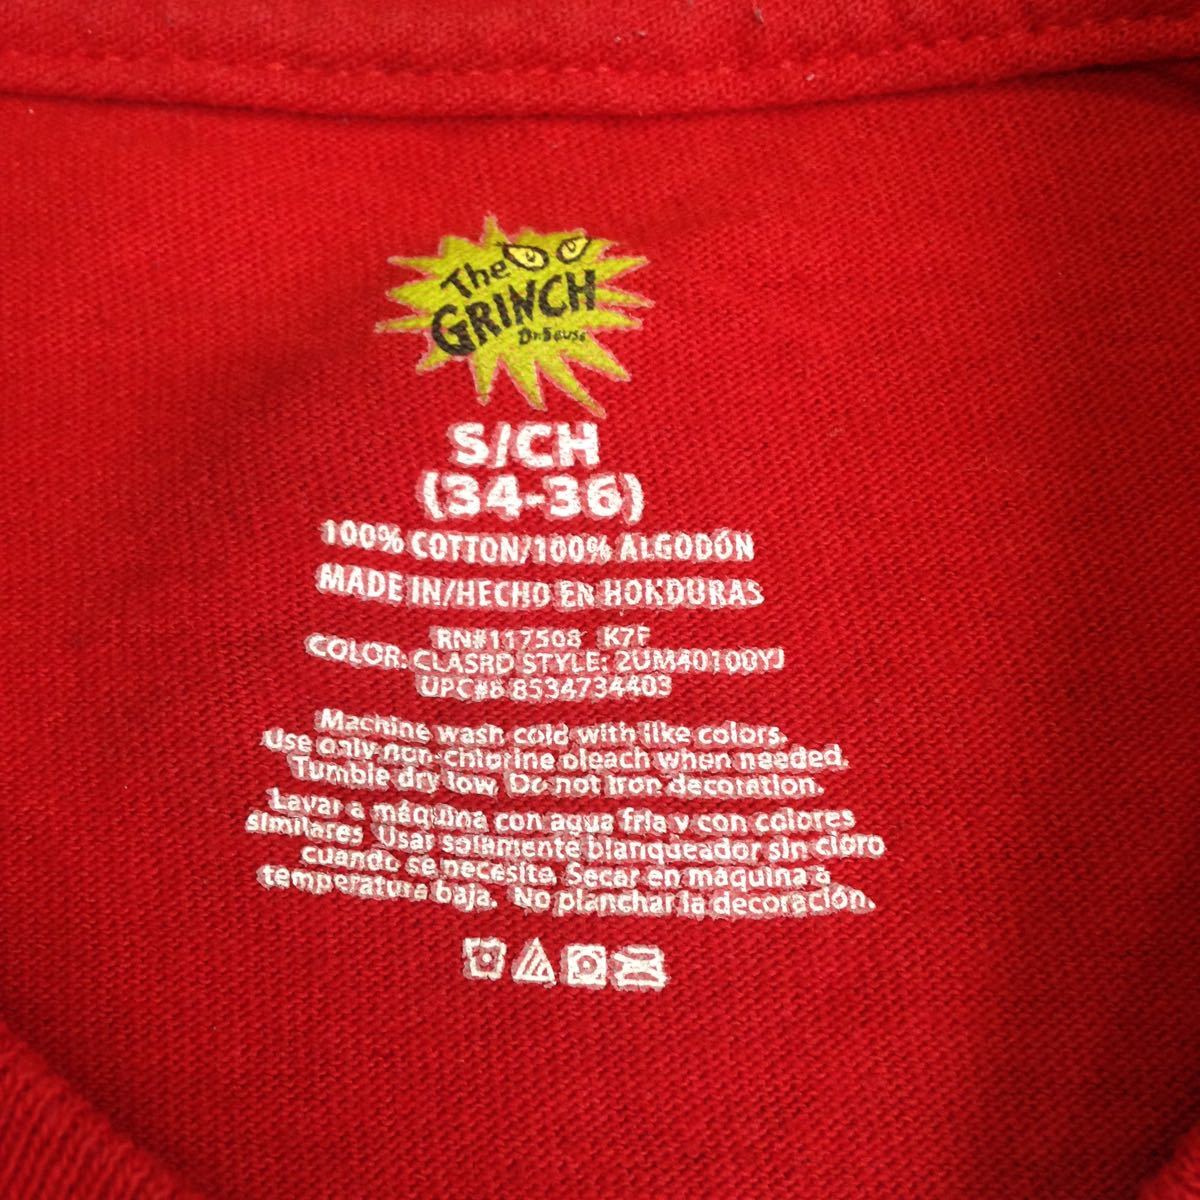 The
GRINCH
Dr. Seuss
S/CH
(34-36)
100% COTTON/100% ALGODÓN
MADE IN/HECHO EN HONDURAS
RN#117508 K7F
COLOR: CLASRD STYLE: 2UM40100YJ
UPC#8 8534734403
Machine wash cold with like colors.
Use only non-chlorine bleach when needed.
Tumble dry low. Do not iron decoration.
Lavar a máquina con agua fria y con colores
similares. Usar solamente blanqueador sin cloro
cuando se necesite. Secar en maquina a
temperatura baja. No planchar la decoración.